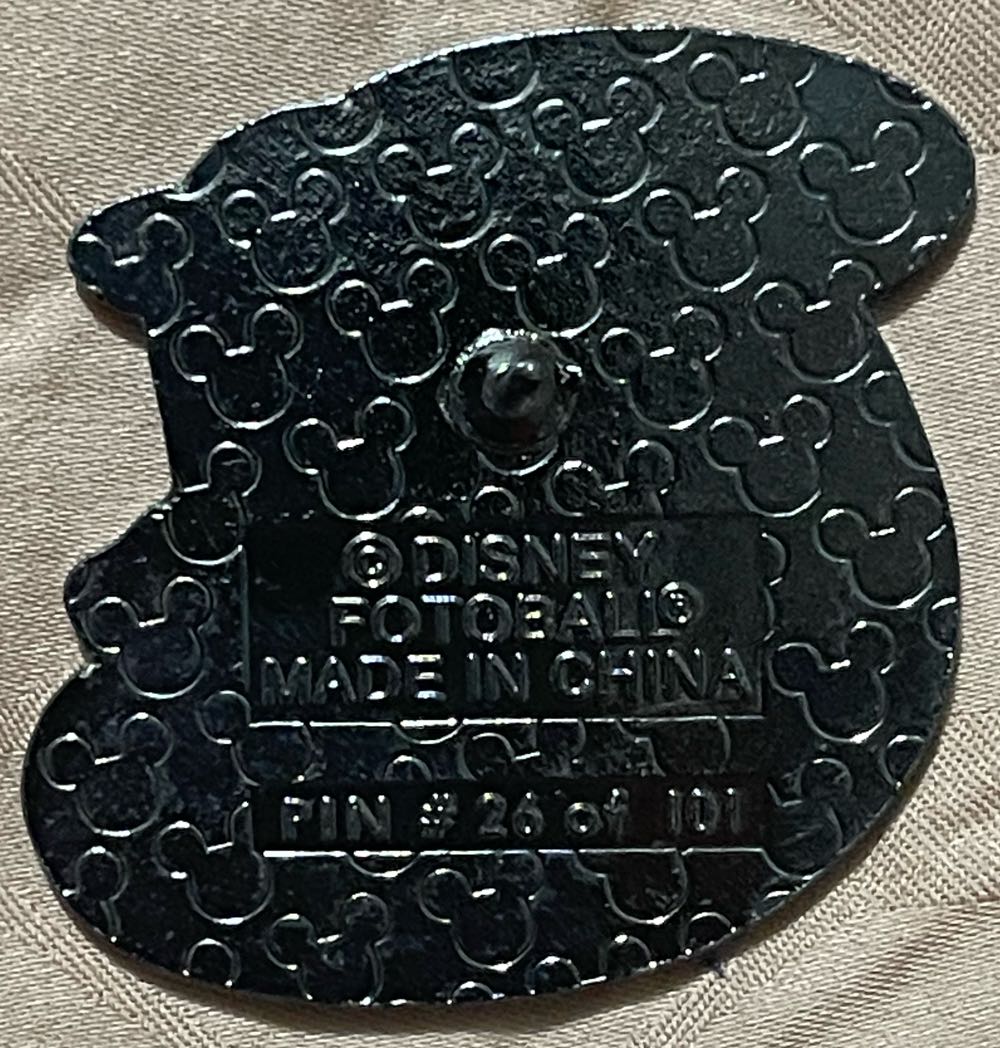 © DISNEY
FOTOBALL®
MADE IN CHINA
PIN # 26 of 101